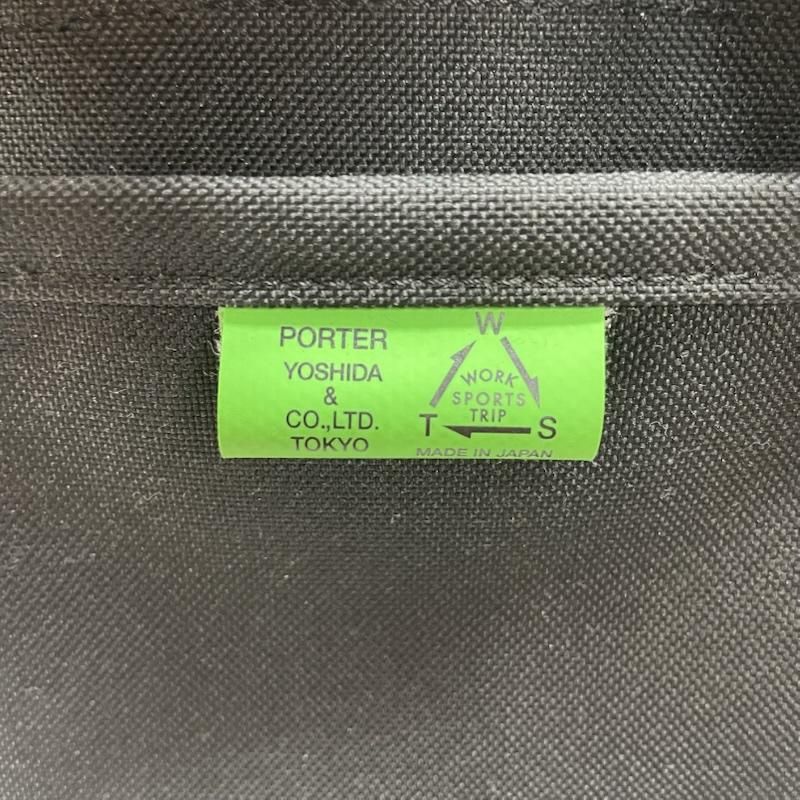 PORTER
YOSHIDA
&
CO.,LTD.
TOKYO
W
WORK
SPORTS
TRIP
T S
MADE IN JAPAN